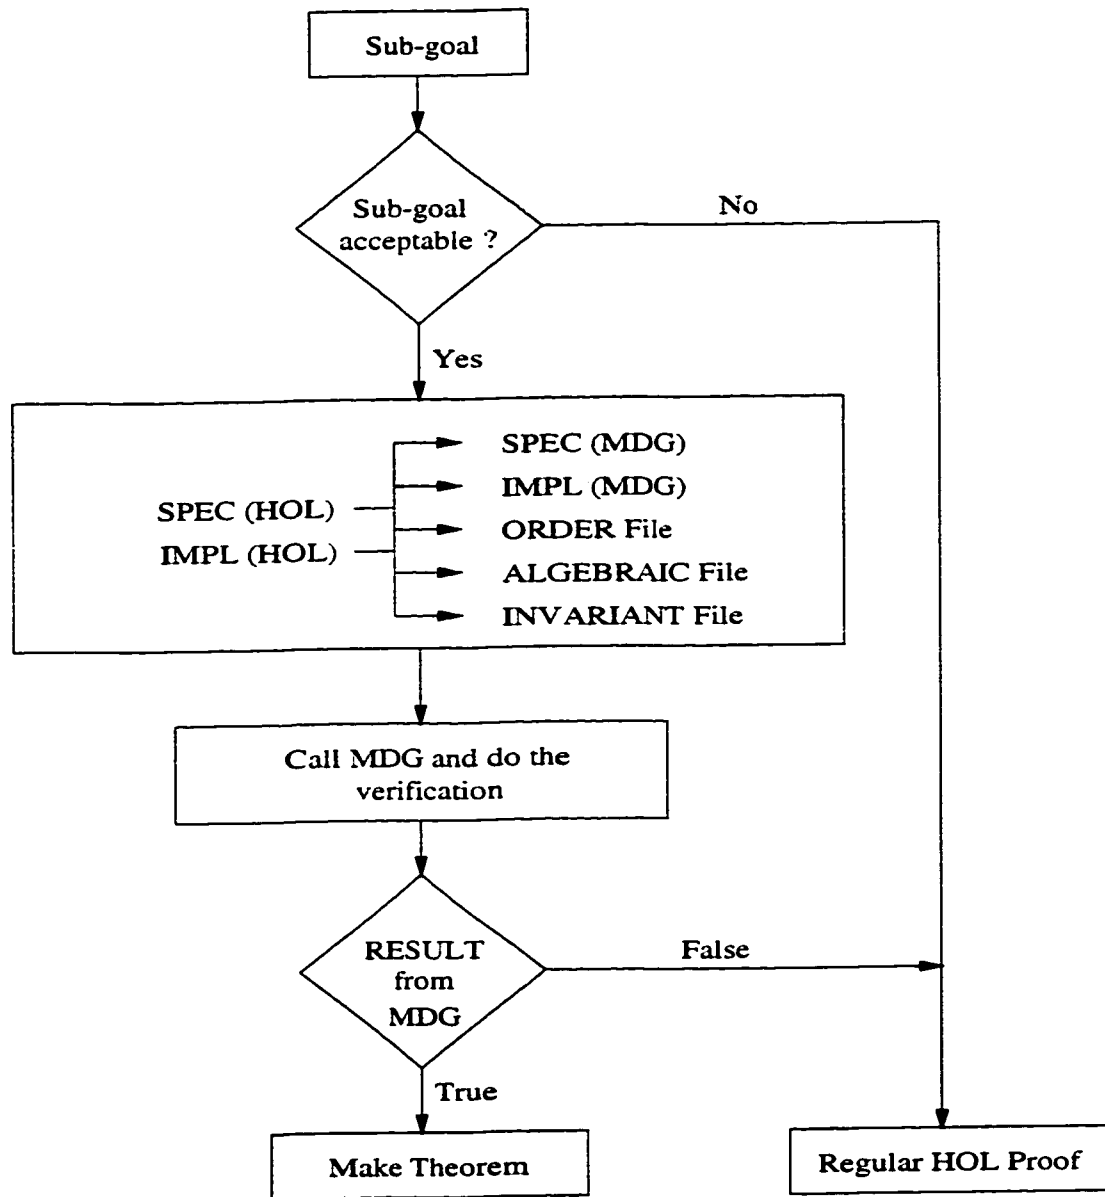 Sub-goal
Sub-goal
acceptable ?
No
Yes
SPEC (HOL)
IMPL (HOL)
SPEC (MDG)
IMPL (MDG)
ORDER File
ALGEBRAIC File
INVARIANT File
Call MDG and do the
verification
RESULT
from
MDG
False
True
Make Theorem
Regular HOL Proof